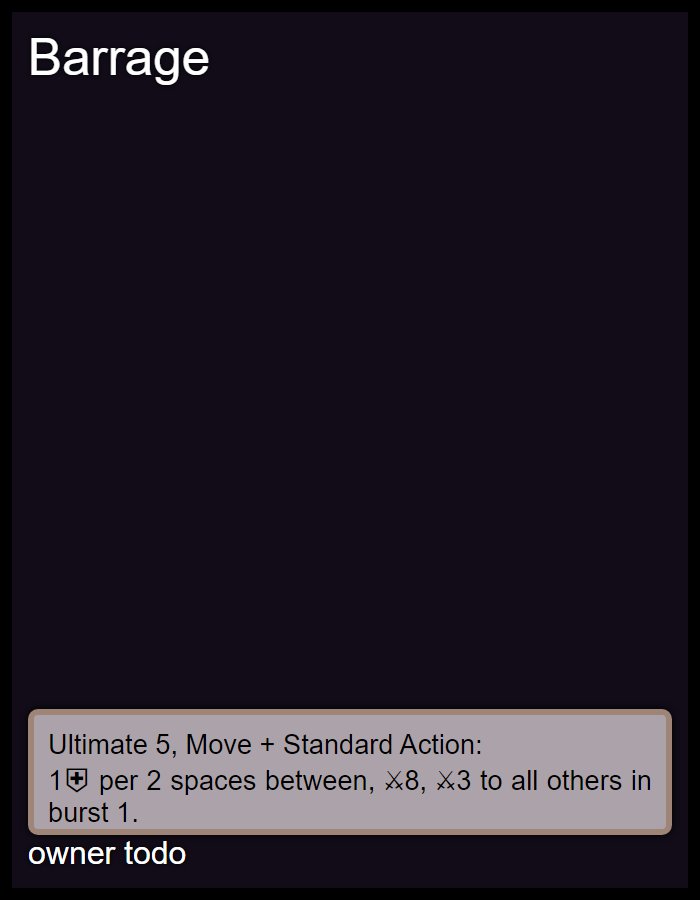 Barrage
Ultimate 5, Move + Standard Action:
1⛨ per 2 spaces between, ⚔8, ⚔3 to all others in
burst 1.
owner todo